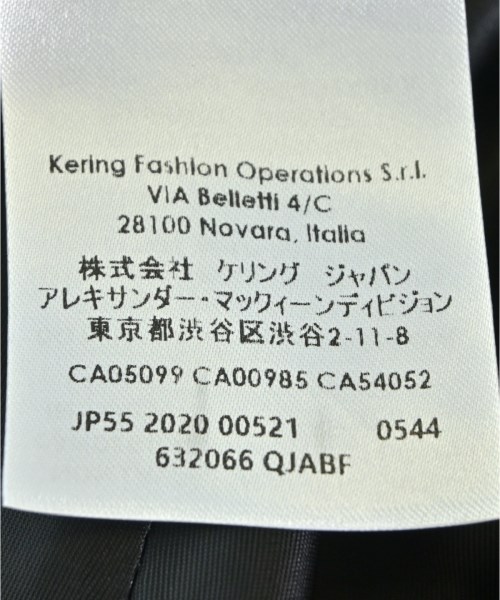 Kering Fashion Operations S.r.l.
VIA Belletti 4/C
28100 Novara, Italia
株式会社 ケリング ジャパン
アレキサンダー・マックィーンディビジョン
東京都渋谷区渋谷2-11-8
CA05099 CA00985 CA54052
JP55 2020 00521 0544
632066 QJABF